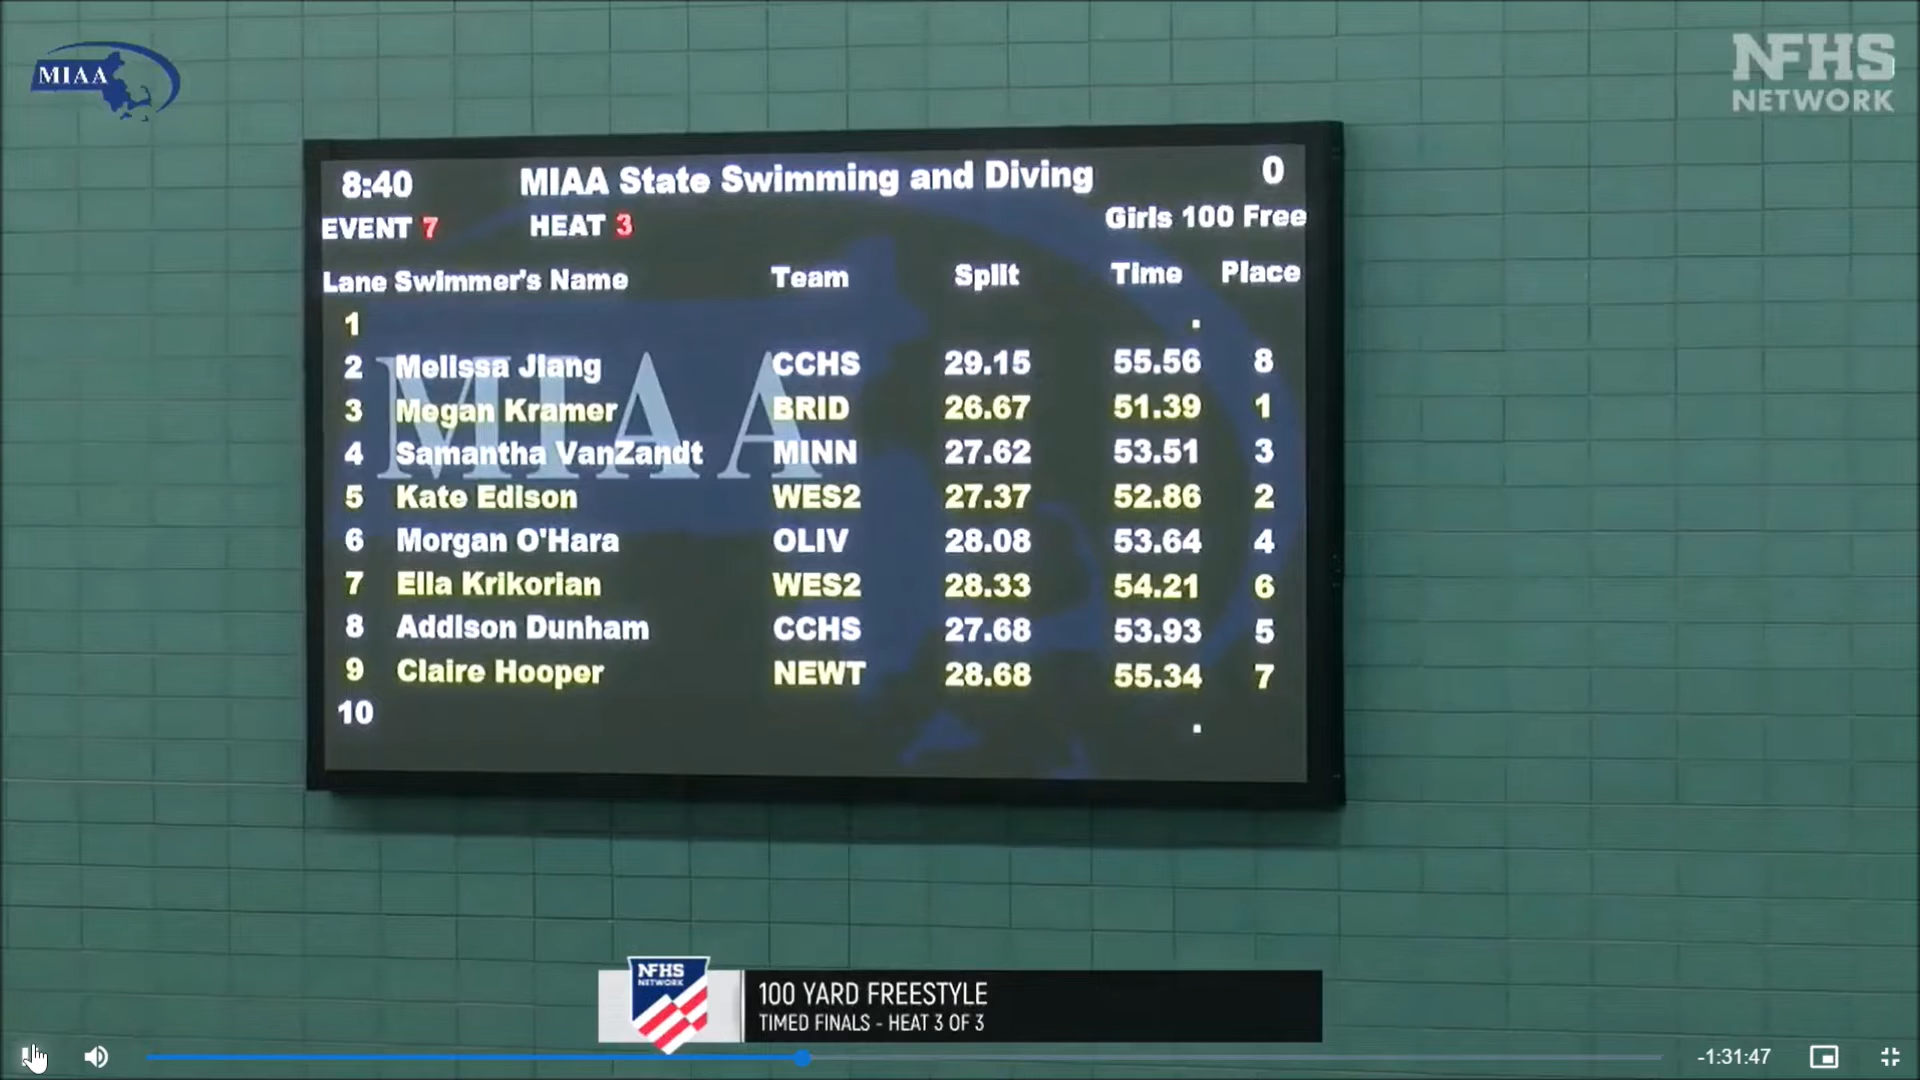 MIAA
NFHS
NETWORK
8:40 MIAA State Swimming and Diving 0
EVENT 7 HEAT 3 Girls 100 Free
Lane Swimmer's Name Team Split Time Place
1 .
2 Melissa Jiang CCHS 29.15 55.56 8
3 Megan Kramer BRID 26.67 51.39 1
4 Samantha VanZandt MINN 27.62 53.51 3
5 Kate Edison WES2 27.37 52.86 2
6 Morgan O'Hara OLIV 28.08 53.64 4
7 Ella Krikorian WES2 28.33 54.21 6
8 Addison Dunham CCHS 27.68 53.93 5
9 Claire Hooper NEWT 28.68 55.34 7
10 .
MIAA
NFHS
NETWORK
100 YARD FREESTYLE
TIMED FINALS - HEAT 3 OF 3
-1:31:47